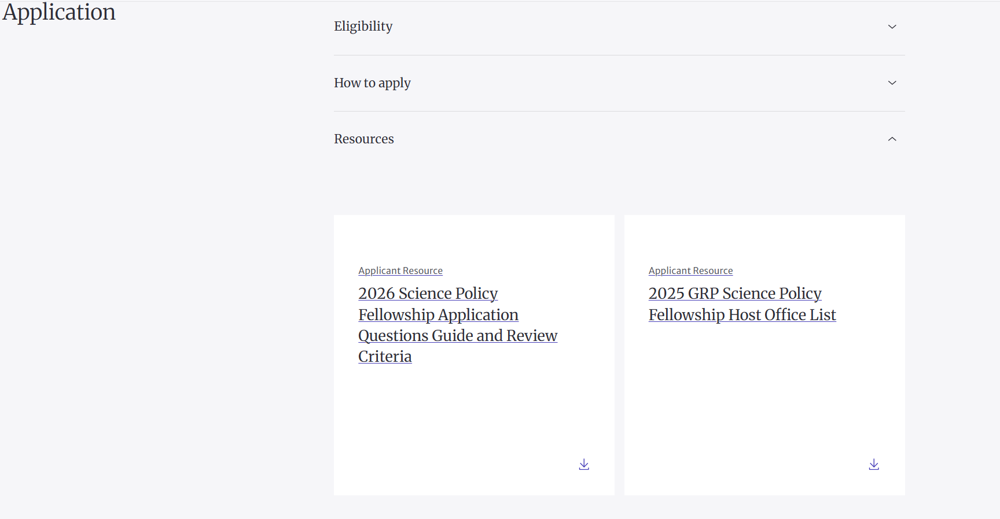 Application
Eligibility
How to apply
Resources
Applicant Resource
2026 Science Policy
Fellowship Application
Questions Guide and Review
Criteria
Applicant Resource
2025 GRP Science Policy
Fellowship Host Office List